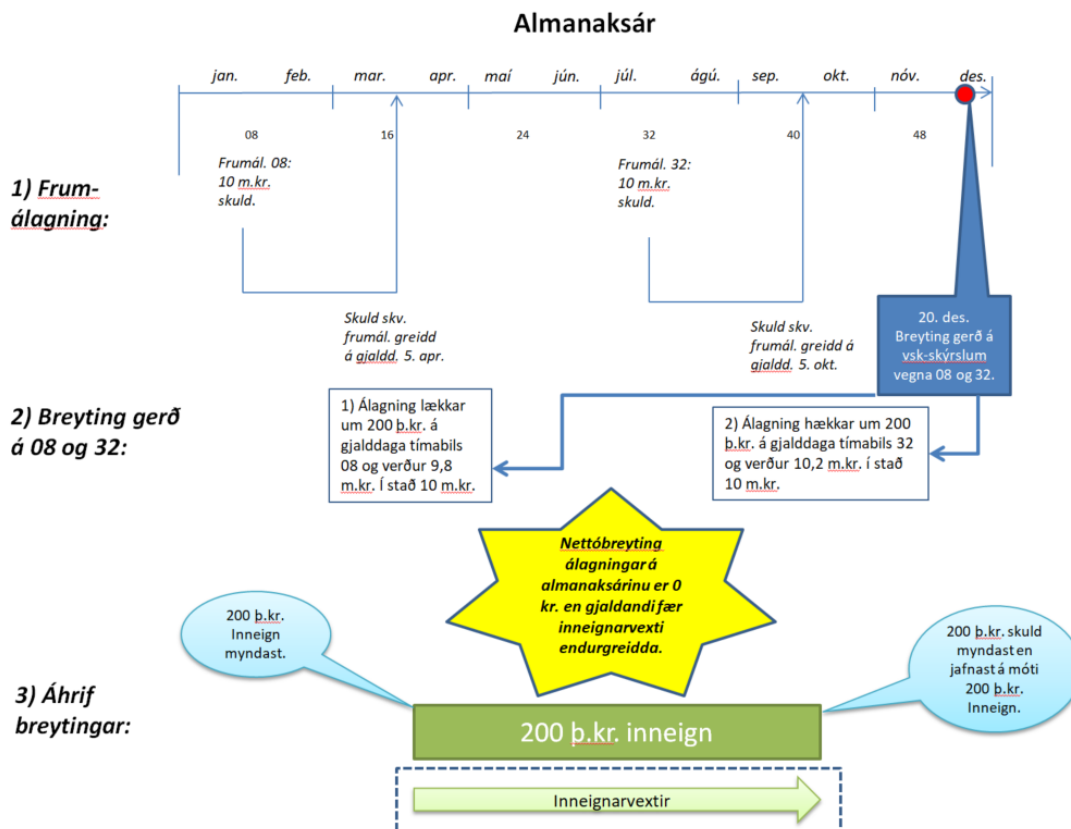 Almanaksár
jan. feb. mar. apr. maí jún. júl. ágú. sep. okt. nóv. des.
08 16 24 32 40 48
1) Frum-
álagning:
Frumál. 08:
10 m.kr.
skuld.
Frumál. 32:
10 m.kr.
skuld.
Skuld skv.
frumál. greidd
á gjaldd. 5. apr.
Skuld skv.
frumál. greidd á
gjaldd. 5. okt.
20. des.
Breyting gerð á
vsk-skýrslum
vegna 08 og 32.
2) Breyting gerð
á 08 og 32:
1) Álagning lækkar
um 200 þ.kr. á
gjalddaga tímabils
08 og verður 9,8
m.kr. Í stað 10 m.kr.
2) Álagning hækkar um 200
þ.kr. á gjalddaga tímabils 32
og verður 10,2 m.kr. í stað
10 m.kr.
Nettóbreyting
álagningar á
almanaksárinu er 0
kr. en gjaldandi fær
inneignarvexti
endurgreidda.
3) Áhrif
breytingar:
200 þ.kr.
Inneign
myndast.
200 þ.kr. skuld
myndast en
jafnast á móti
200 þ.kr.
Inneign.
200 þ.kr. inneign
Inneignarvextir